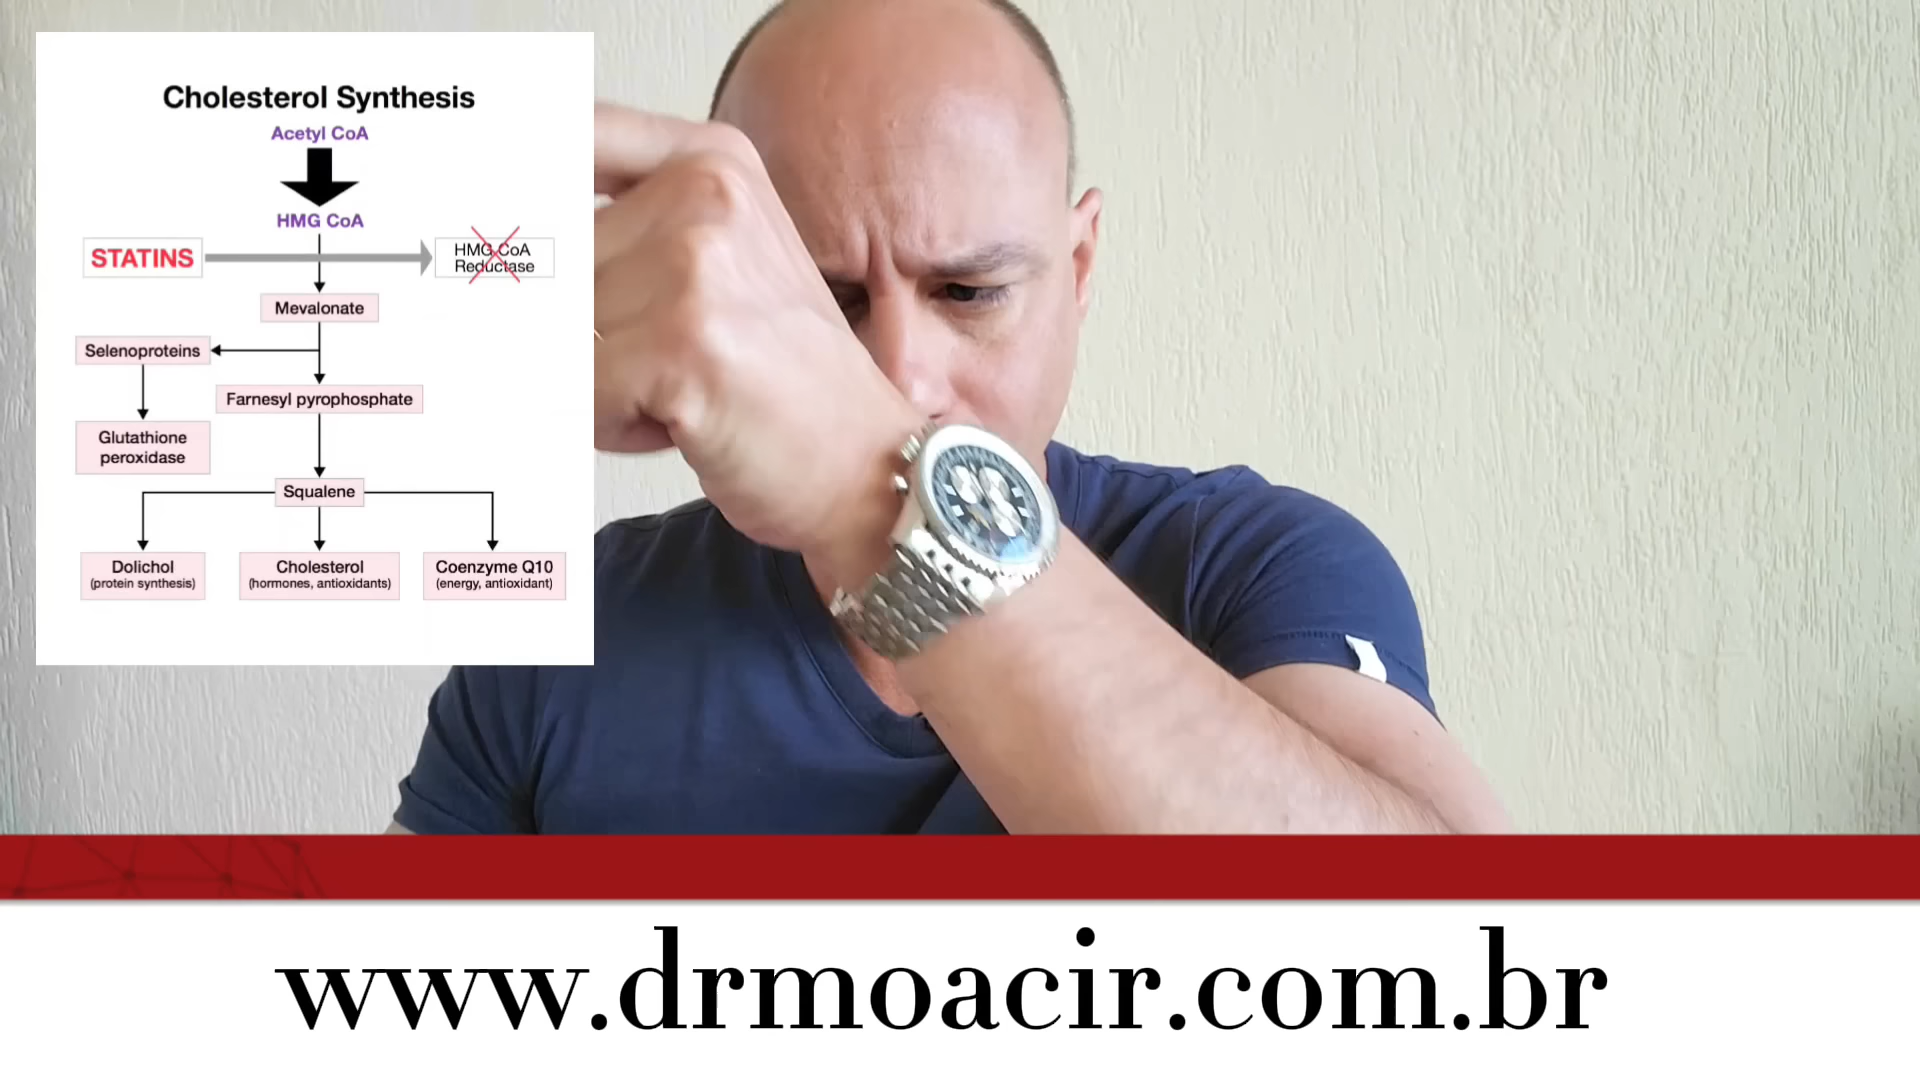 Cholesterol Synthesis
Acetyl CoA
HMG CoA
STATINS
HMG CoA
Reductase
Mevalonate
Selenoproteins
Farnesyl pyrophosphate
Glutathione
peroxidase
Squalene
Dolichol
(protein synthesis)
Cholesterol
(hormones, antioxidants)
Coenzyme Q10
(energy, antioxidant)
www.drmoacir.com.br